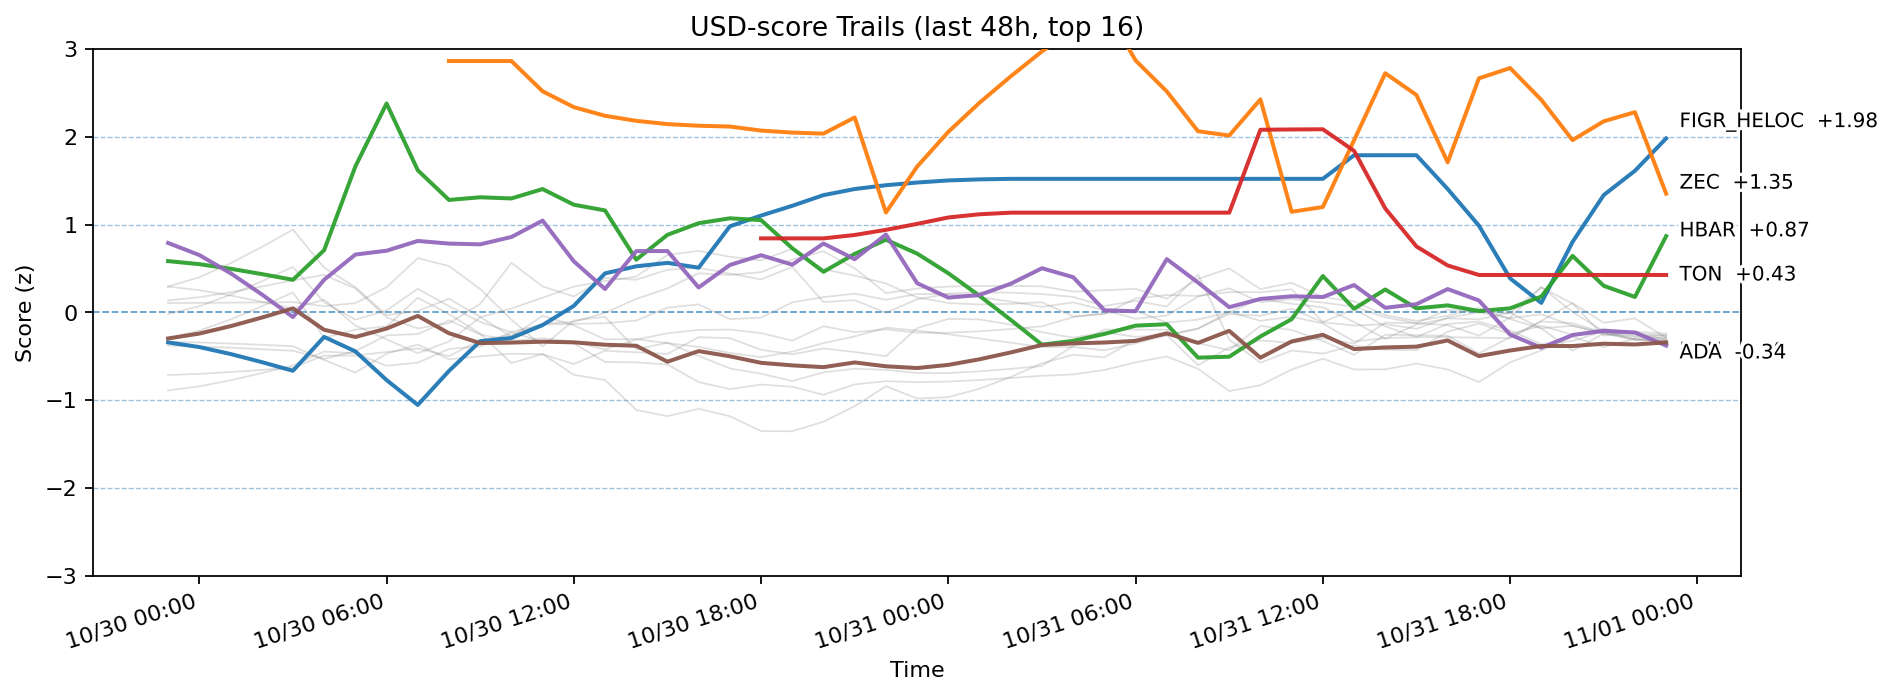 USD-score Trails (last 48h, top 16)
Score (z)
3
2
1
0
−1
−2
−3
FIGR_HELOC +1.98
ZEC +1.35
HBAR +0.87
TON +0.43
ADA -0.34
10/30 00:00
10/30 06:00
10/30 12:00
10/30 18:00
10/31 00:00
10/31 06:00
10/31 12:00
10/31 18:00
11/01 00:00
Time